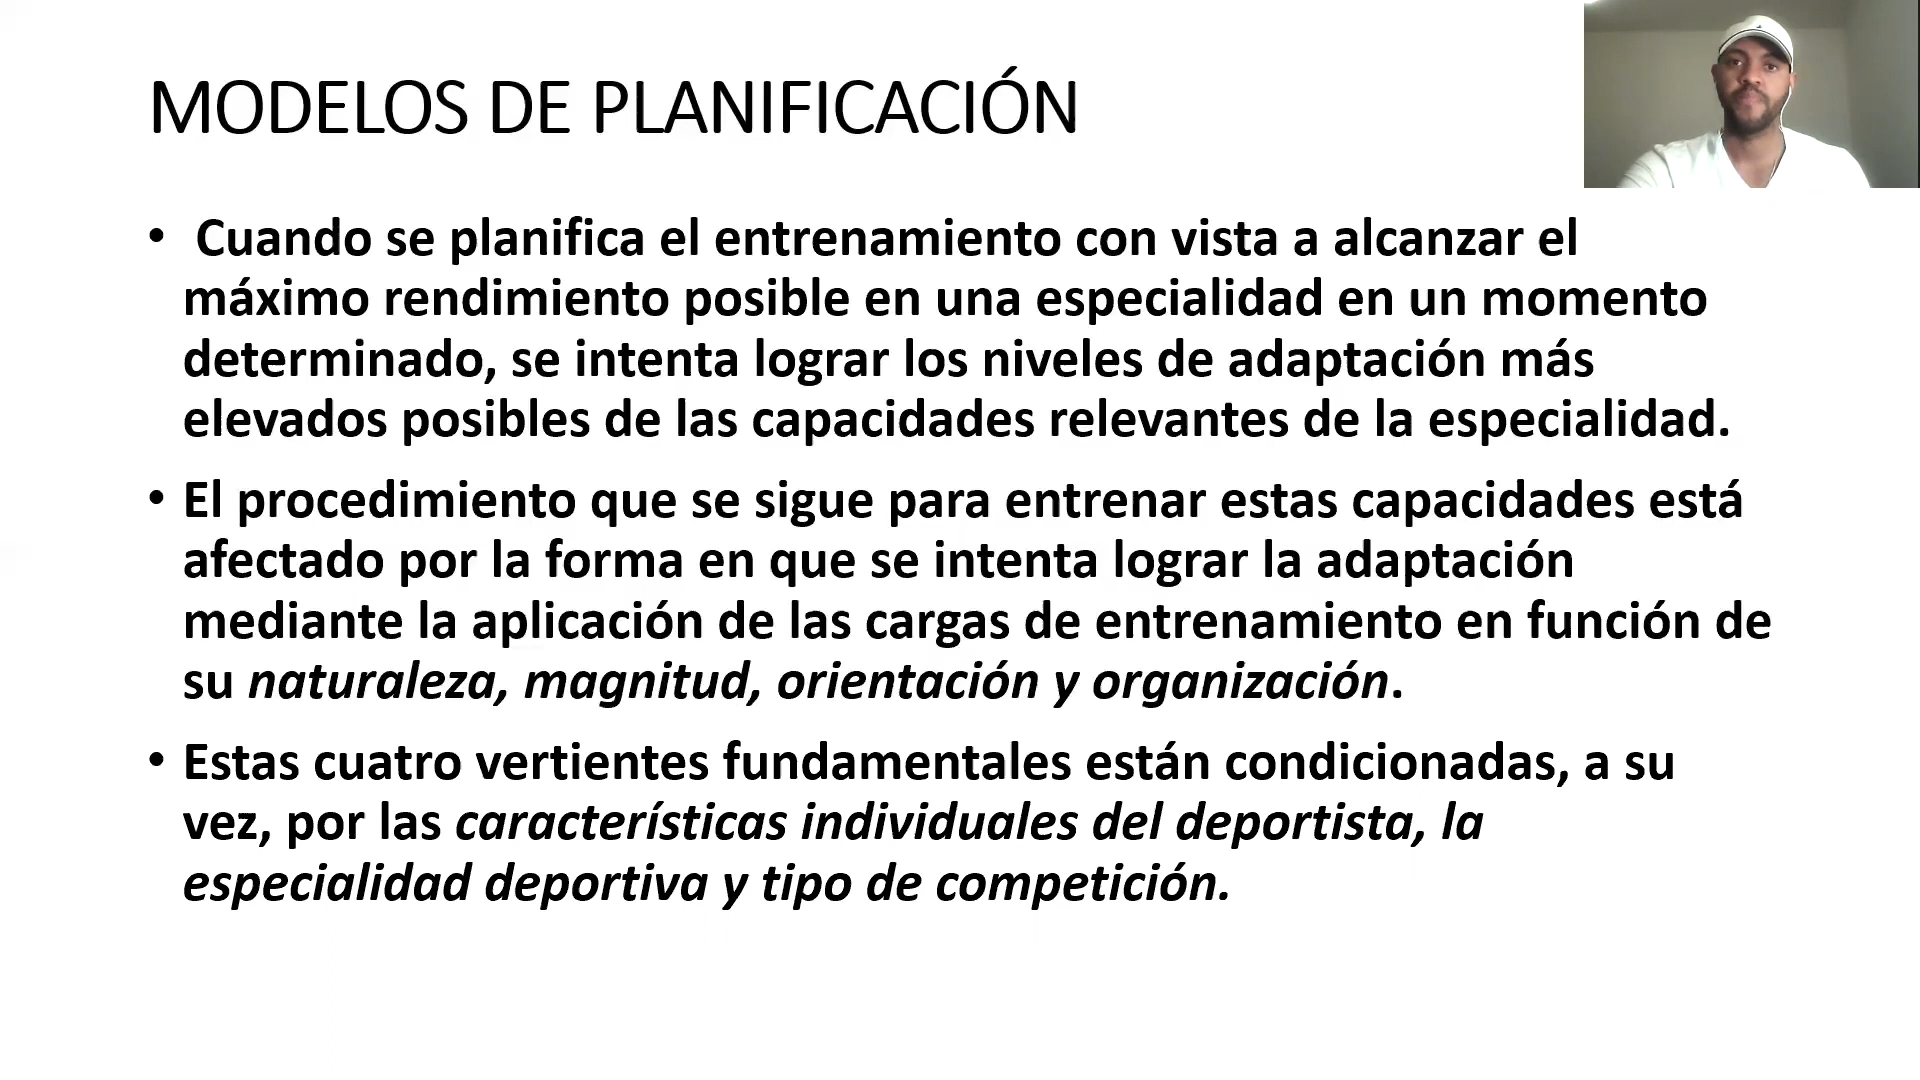 MODELOS DE PLANIFICACIÓN
• Cuando se planifica el entrenamiento con vista a alcanzar el
máximo rendimiento posible en una especialidad en un momento
determinado, se intenta lograr los niveles de adaptación más
elevados posibles de las capacidades relevantes de la especialidad.
• El procedimiento que se sigue para entrenar estas capacidades está
afectado por la forma en que se intenta lograr la adaptación
mediante la aplicación de las cargas de entrenamiento en función de
su naturaleza, magnitud, orientación y organización.
• Estas cuatro vertientes fundamentales están condicionadas, a su
vez, por las características individuales del deportista, la
especialidad deportiva y tipo de competición.